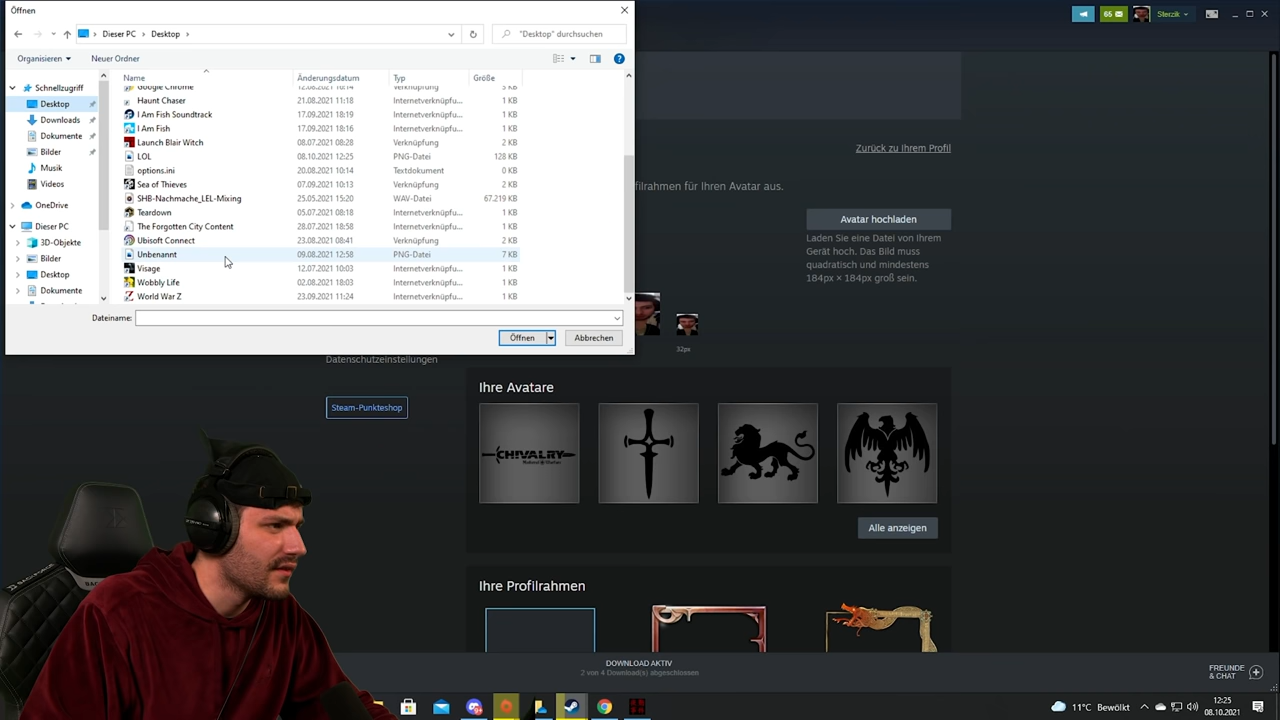 Öffnen
65
Sterzik
Dieser PC
Desktop
"Desktop" durchsuchen
Organisieren
Neuer Ordner
Name
Änderungsdatum
Typ
Größe
Schnellzugriff
Desktop
Downloads
Dokumente
Bilder
Musik
Videos
OneDrive
Dieser PC
3D-Objekte
Bilder
Desktop
Dokumente
Google Chrome Verknüpfung
Haunt Chaser 21.08.2021 11:18 Internetverknüpfu... 1 KB
I Am Fish Soundtrack 17.09.2021 18:19 Internetverknüpfu... 1 KB
I Am Fish 17.09.2021 18:16 Internetverknüpfu... 1 KB
Launch Blair Witch 08.07.2021 08:28 Verknüpfung 2 KB
LOL 08.10.2021 12:25 PNG-Datei 128 KB
options.ini 20.08.2021 10:14 Textdokument 0 KB
Sea of Thieves 07.09.2021 10:13 Verknüpfung 2 KB
SHB-Nachmache_LEL-Mixing 25.05.2021 15:20 WAV-Datei 67.219 KB
Teardown 05.07.2021 08:18 Internetverknüpfu... 1 KB
The Forgotten City Content 28.07.2021 18:58 Internetverknüpfu... 1 KB
Ubisoft Connect 23.08.2021 08:41 Verknüpfung 2 KB
Unbenannt 09.08.2021 12:58 PNG-Datei 7 KB
Visage 12.07.2021 10:03 Internetverknüpfu... 1 KB
Wobbly Life 02.08.2021 18:03 Internetverknüpfu... 1 KB
World War Z 23.09.2021 11:24 Internetverknüpfu... 1 KB
Dateiname:
Öffnen
Abbrechen
Zurück zu Ihrem Profil
filrahmen für Ihren Avatar aus.
Avatar hochladen
Laden Sie eine Datei von Ihrem
Gerät hoch. Das Bild muss
quadratisch und mindestens
184px × 184px groß sein.
32px
Datenschutzeinstellungen
Steam-Punkteshop
Ihre Avatare
CHIVALRY
Alle anzeigen
Ihre Profilrahmen
DOWNLOAD AKTIV
2 von 4 Download(s) abgeschlossen
FREUNDE
& CHAT
11°C Bewölkt
12:25
08.10.2021